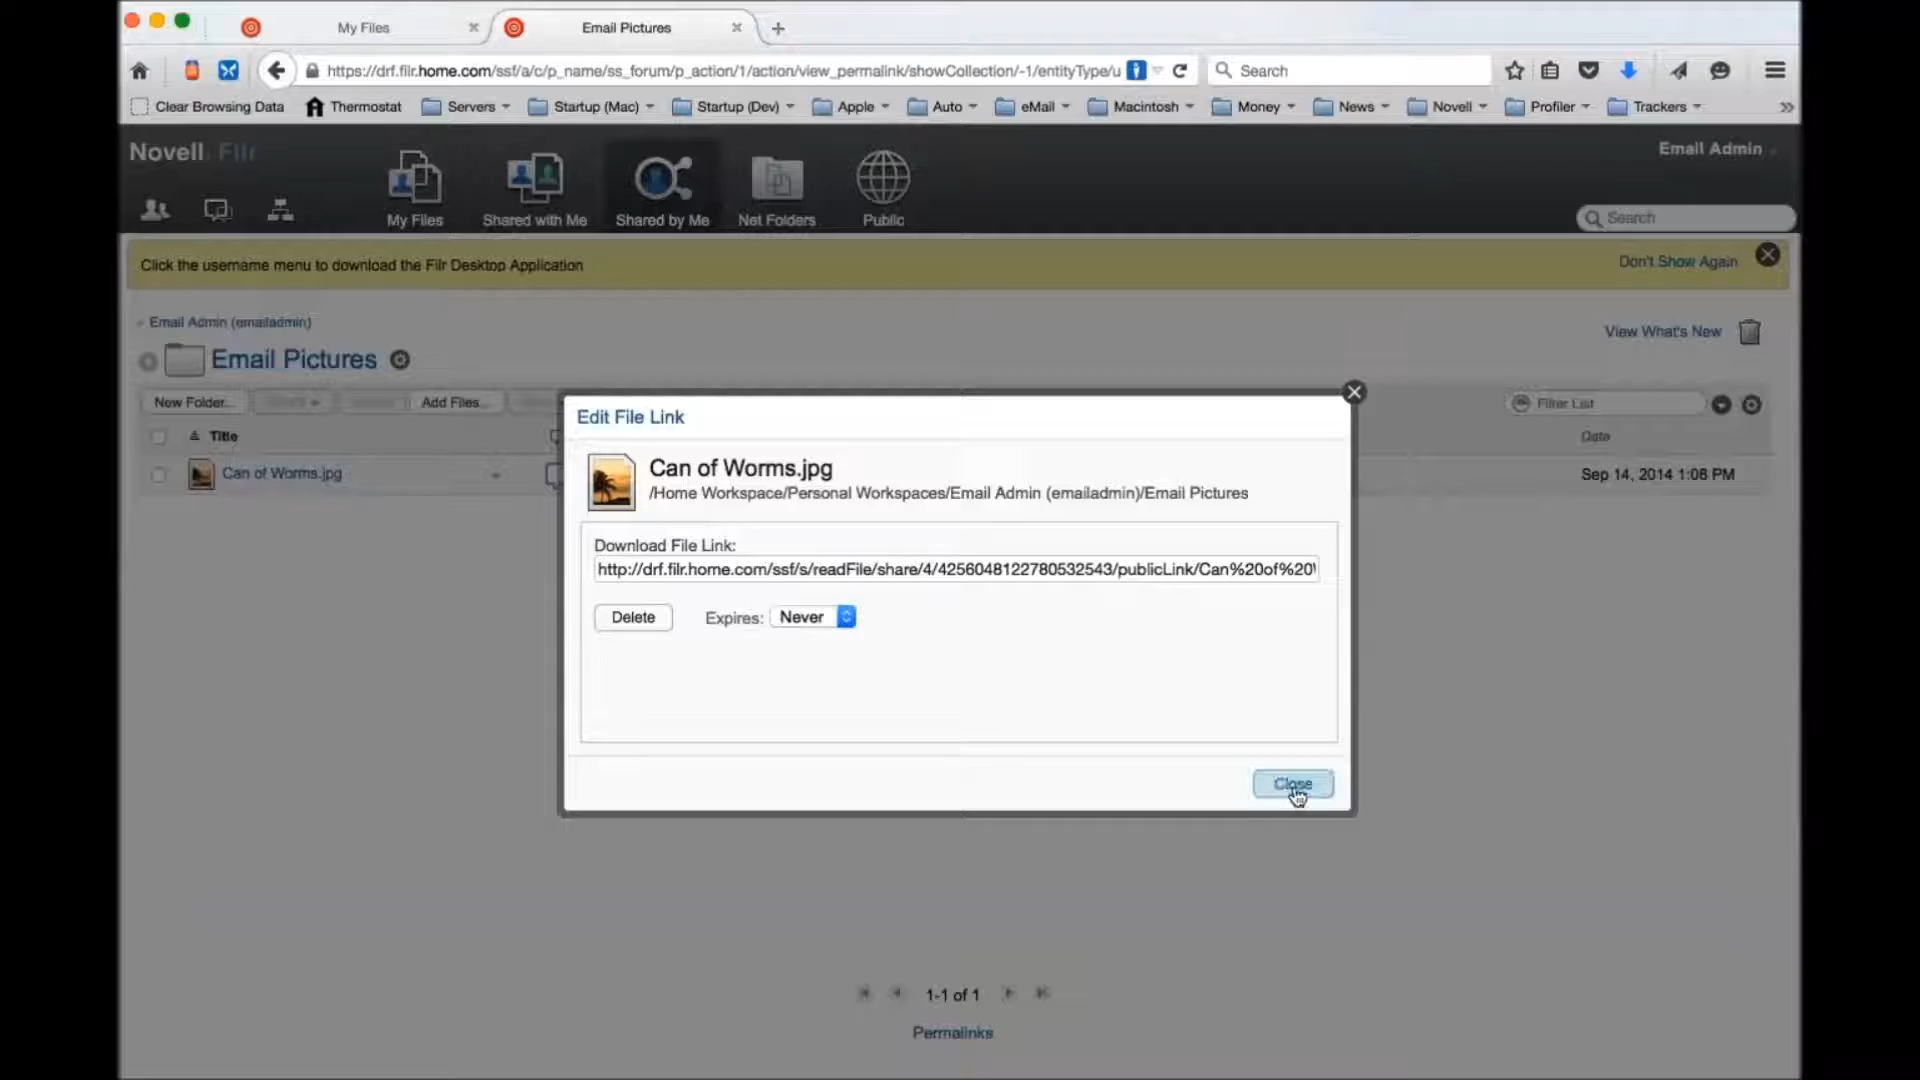 My Files
Email Pictures
https://drf.filr.home.com/ssf/a/c/p_name/ss_forum/p_action/1/action/view_permalink/showCollection/-1/entityType/u
Search
Clear Browsing Data Thermostat Servers Startup (Mac) Startup (Dev) Apple Auto eMail Macintosh Money News Novell Profiler Trackers
Novell Filr
Email Admin
My Files Shared with Me Shared by Me Net Folders Public
Search
Click the username menu to download the Filr Desktop Application
Don't Show Again
Email Admin (emailadmin)
View What's New
Email Pictures
New Folder...
Add Files...
Filter List
Title
Date
Can of Worms.jpg
Sep 14, 2014 1:08 PM
Edit File Link
Can of Worms.jpg
/Home Workspace/Personal Workspaces/Email Admin (emailadmin)/Email Pictures
Download File Link:
http://drf.filr.home.com/ssf/s/readFile/share/4/4256048122780532543/publicLink/Can%20of%20
Delete
Expires: Never
Close
1-1 of 1
Permalinks